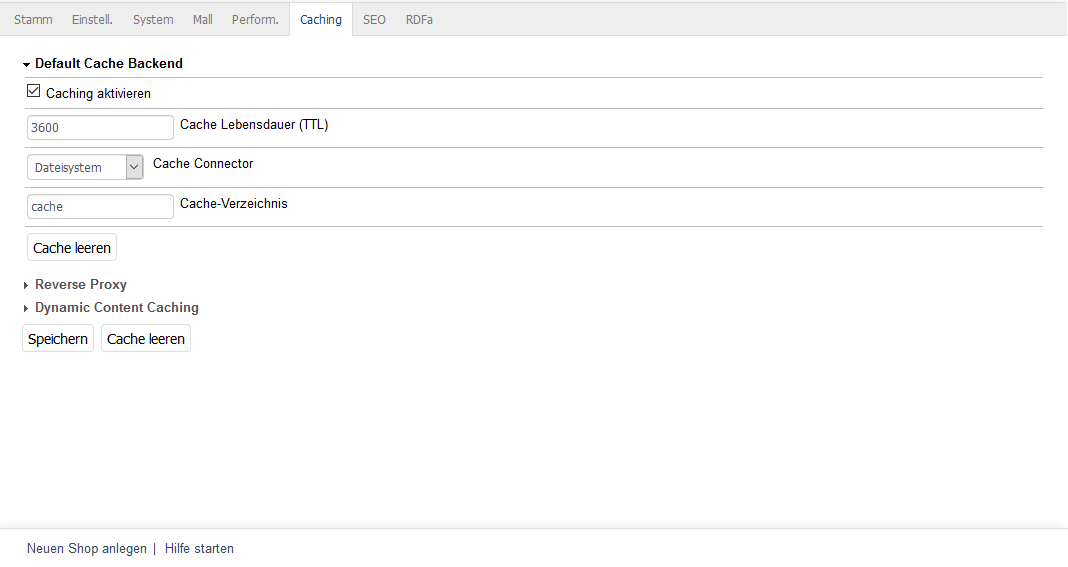 Stamm Einstell. System Mall Perform. Caching SEO RDFa
Default Cache Backend
Caching aktivieren
3600 Cache Lebensdauer (TTL)
Dateisystem Cache Connector
cache Cache-Verzeichnis
Cache leeren
Reverse Proxy
Dynamic Content Caching
Speichern Cache leeren
Neuen Shop anlegen | Hilfe starten